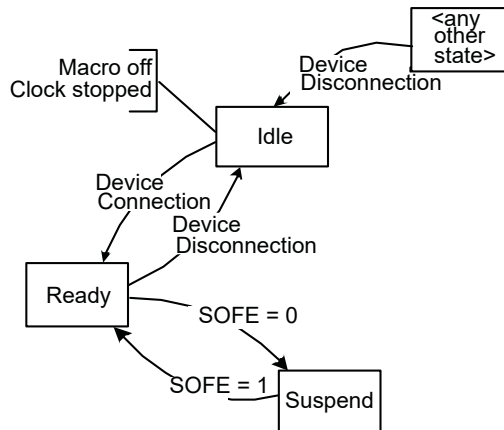 <any
other
state>
Macro off
Clock stopped
Device
Disconnection
Idle
Device
Connection
Device
Disconnection
Ready
SOFE = 0
SOFE = 1
Suspend